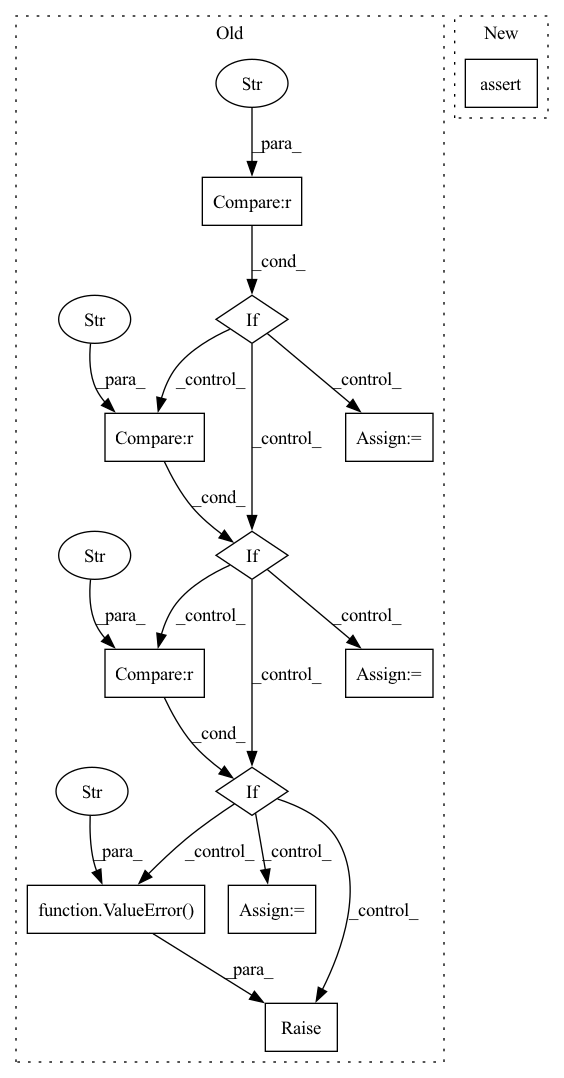 Old
New
Str
assert
_para_
Compare:r
_cond_
Str
If
_para_
_control_
_control_
Compare:r
_control_
Assign:=
_cond_
Str
If
_para_
_control_
_control_
Compare:r
_control_
Assign:=
_cond_
Str
If
_para_
_control_
_control_
function.ValueError()
Assign:=
_control_
_para_
Raise